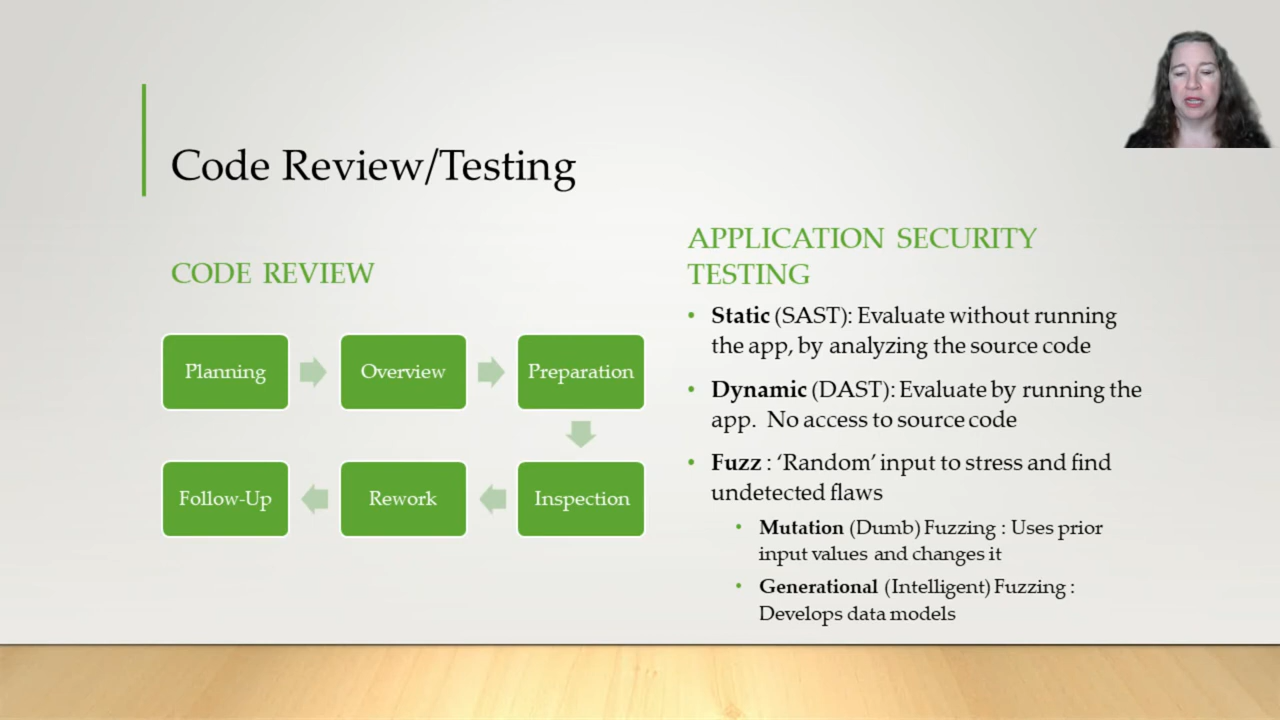 Code Review/Testing
CODE REVIEW
Planning
Overview
Preparation
Inspection
Rework
Follow-Up
APPLICATION SECURITY
TESTING
• Static (SAST): Evaluate without running
the app, by analyzing the source code
• Dynamic (DAST): Evaluate by running the
app. No access to source code
• Fuzz : ‘Random’ input to stress and find
undetected flaws
• Mutation (Dumb) Fuzzing : Uses prior
input values and changes it
• Generational (Intelligent) Fuzzing :
Develops data models